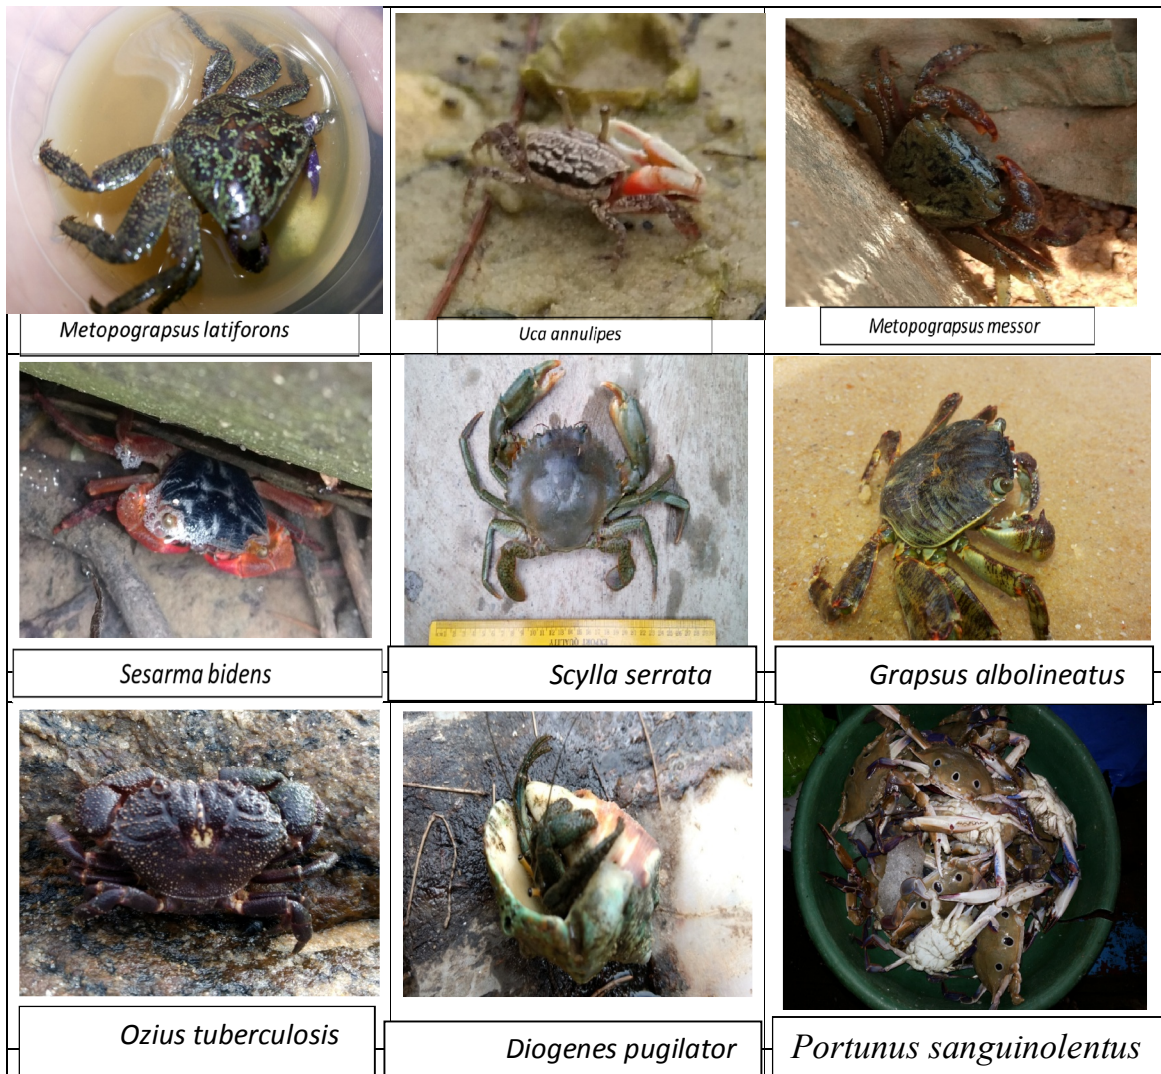 Metopograpsus latiforons
Uca annulipes
Metopograpsus messor
Sesarma bidens
Scylla serrata
Grapsus albolineatus
Ozius tuberculosis
Diogenes pugilator
Portunus sanguinolentus